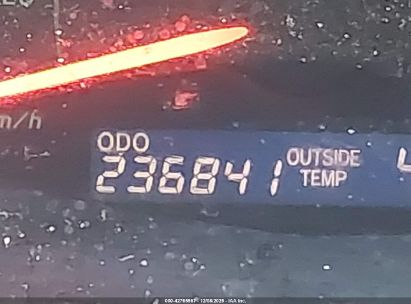 m/h
ODO
236841
OUTSIDE
TEMP